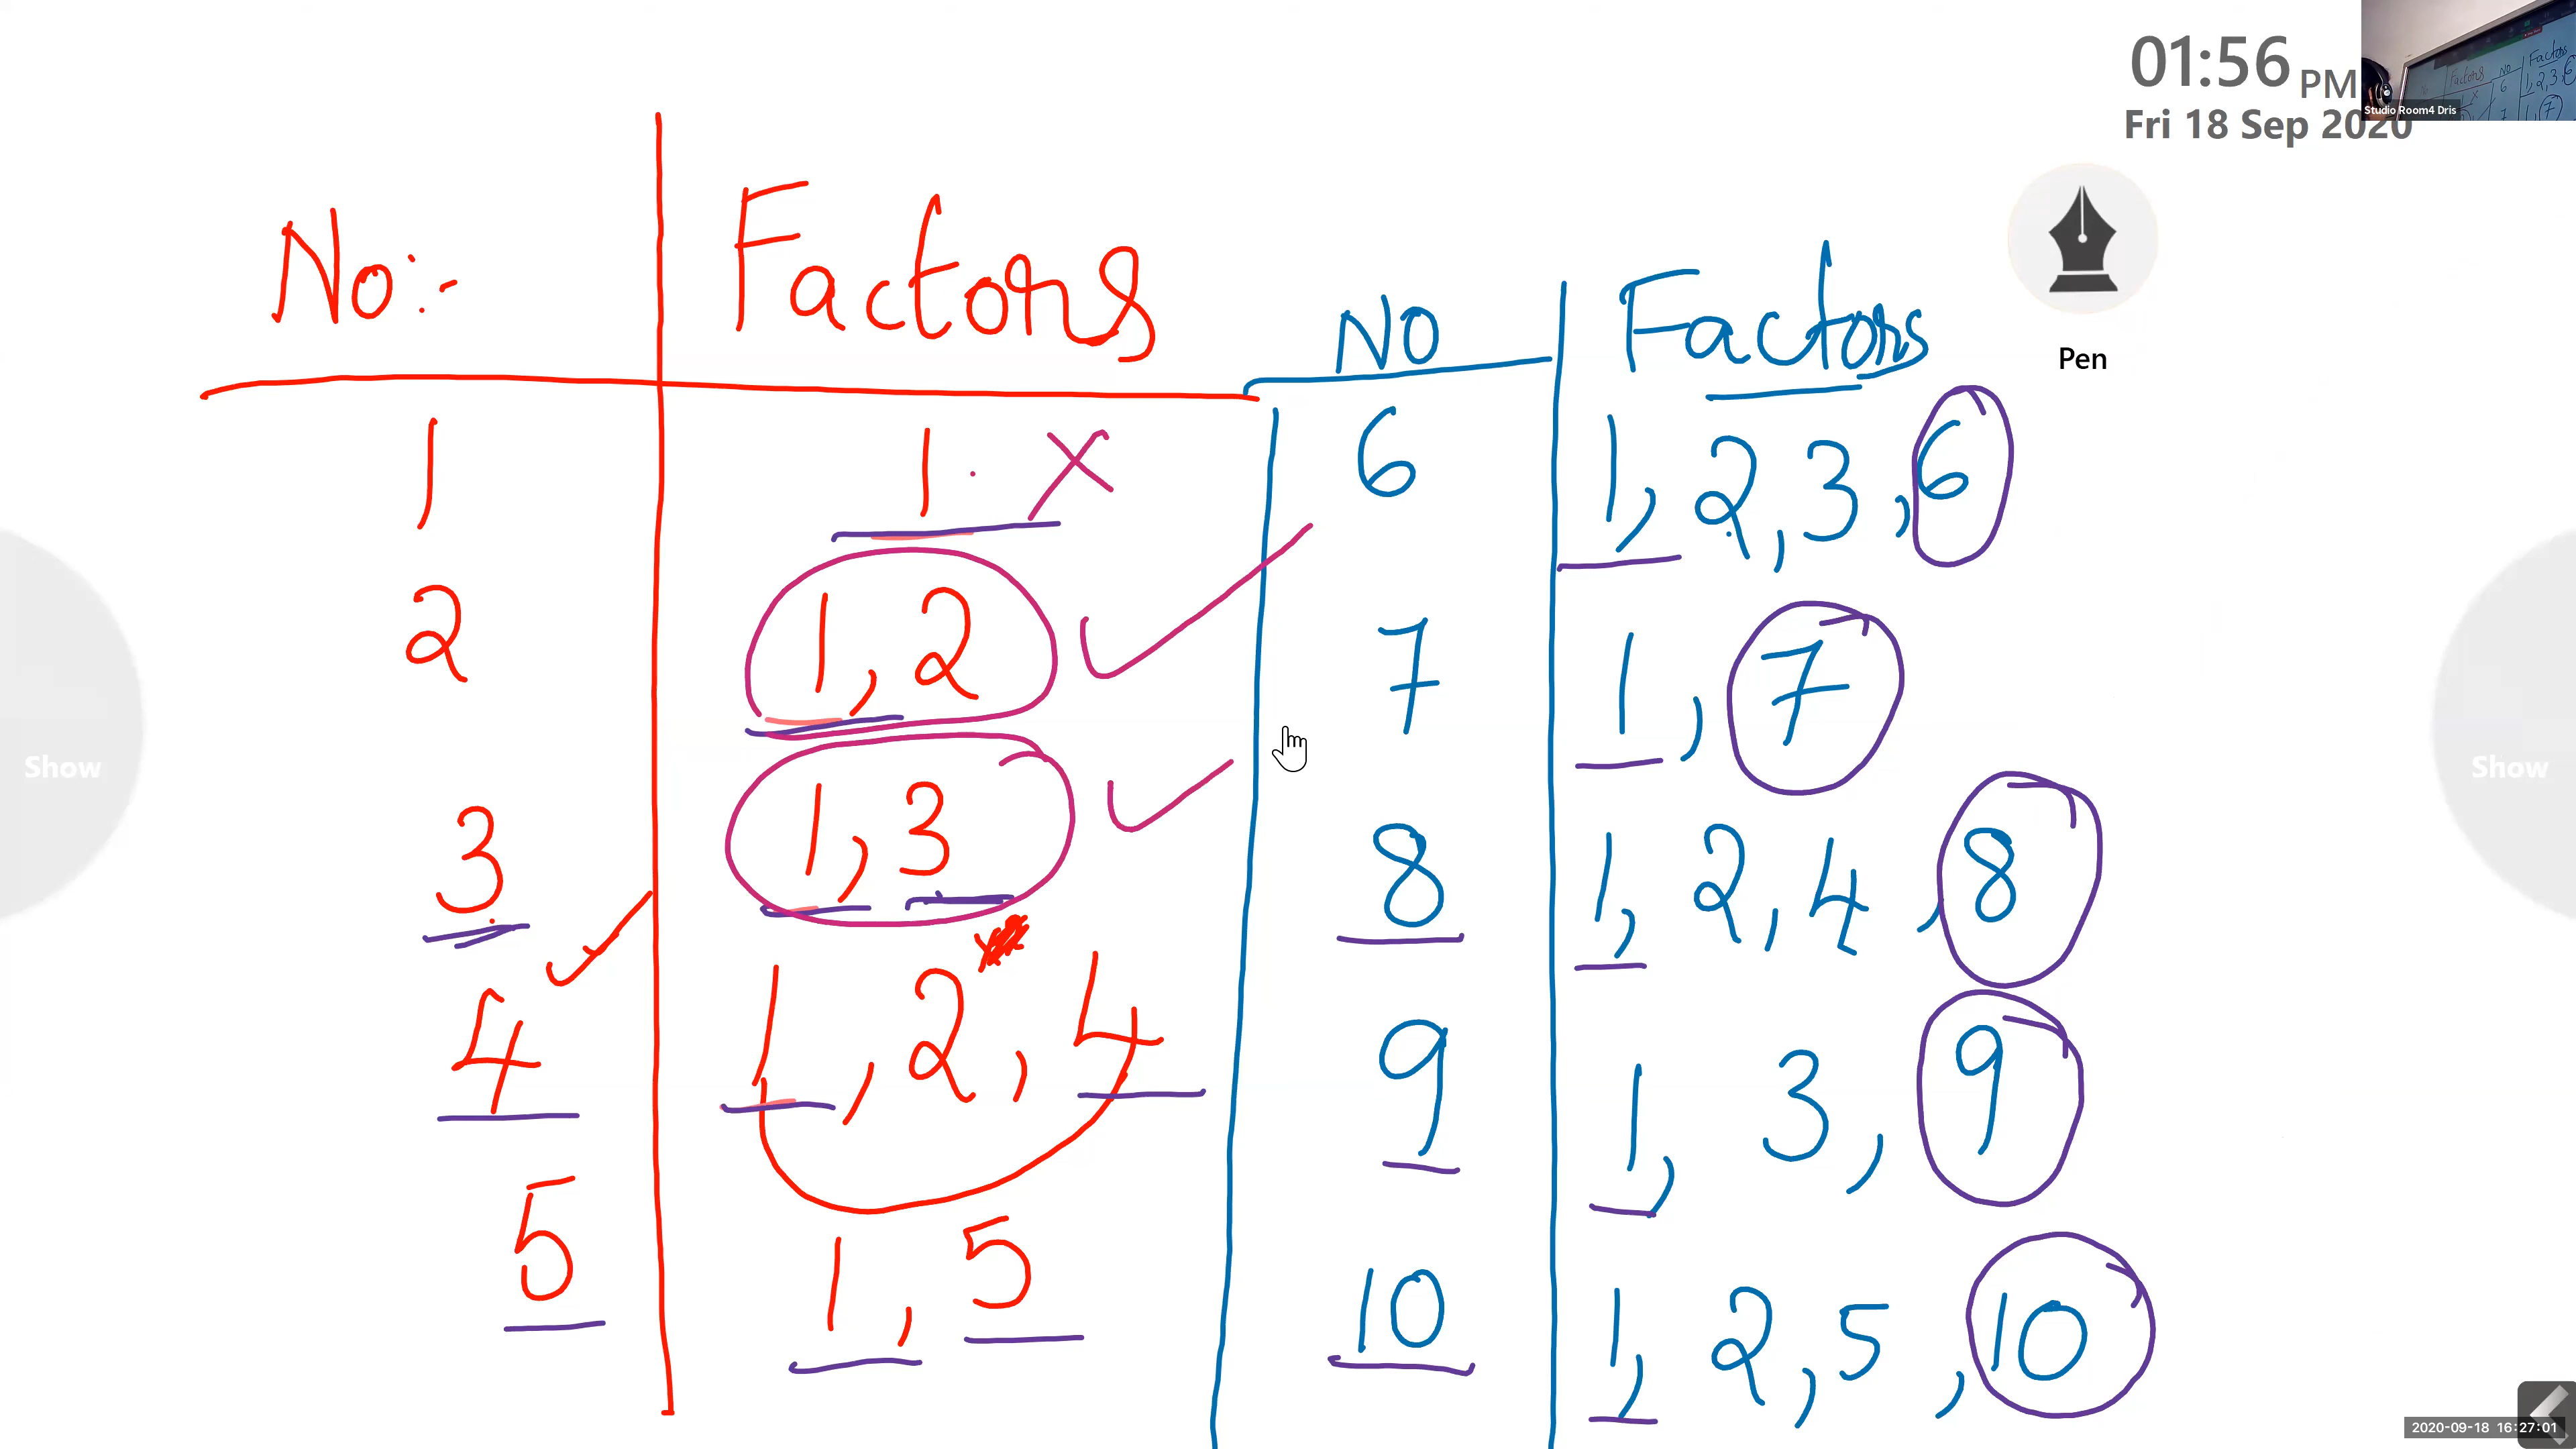 01:56 PM
Fri 18 Sep 2020
Studio Room4 Dris
Pen
No:- Factors
1 1 . X
2 1, 2
3 1, 3
4 1, 2, 4
5 1, 5
NO Factors
6 1, 2, 3, 6
7 1, 7
8 1, 2, 4, 8
9 1, 3, 9
10 1, 2, 5, 10
Show
Show
2020-09-18 16:27:01